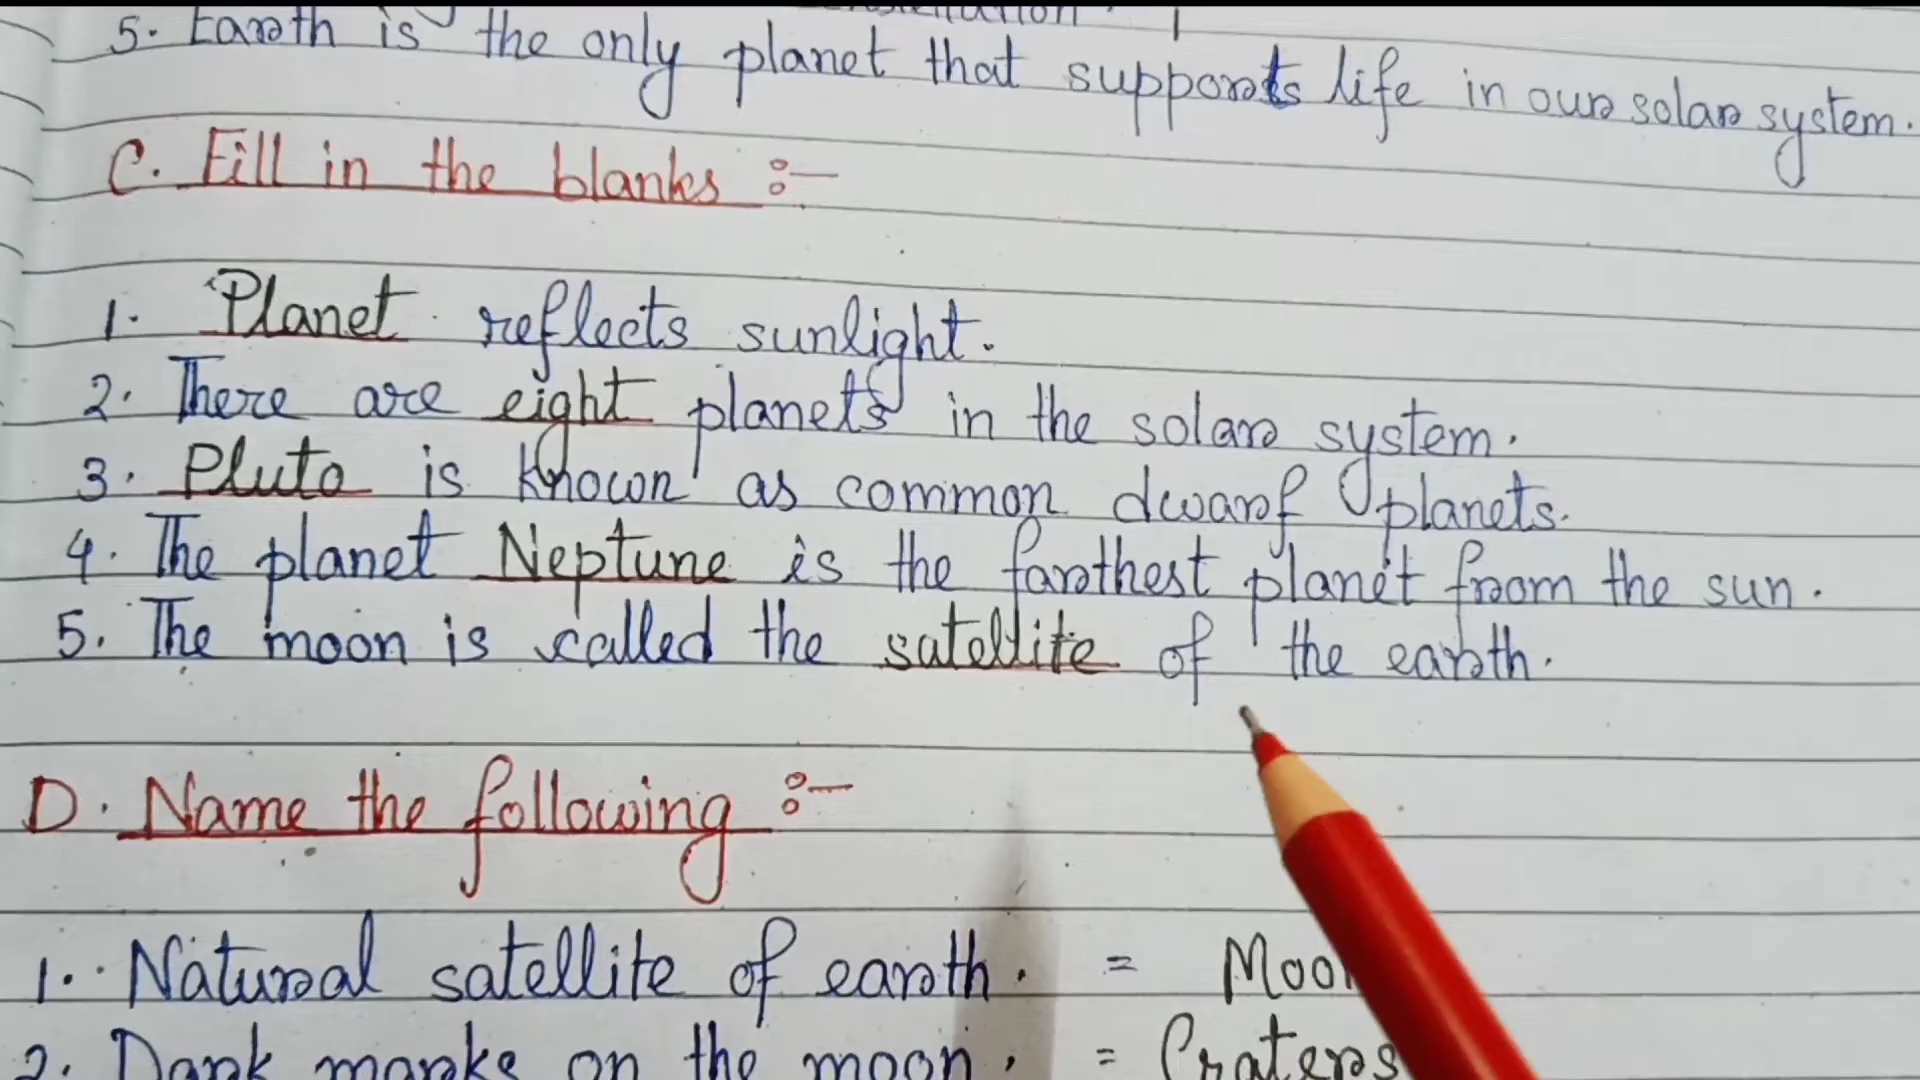 5. Earth is the only planet that supports life in our solar system.
C. Fill in the blanks :-
1. Planet reflects sunlight.
2. There are eight planets in the solar system.
3. Pluto is known as common dwarf planets.
4. The planet Neptune is the farthest planet from the sun.
5. The moon is called the satellite of the earth.
D. Name the following :-
1. Natural satellite of earth. = Moon
2. Dark marks on the moon. = Craters